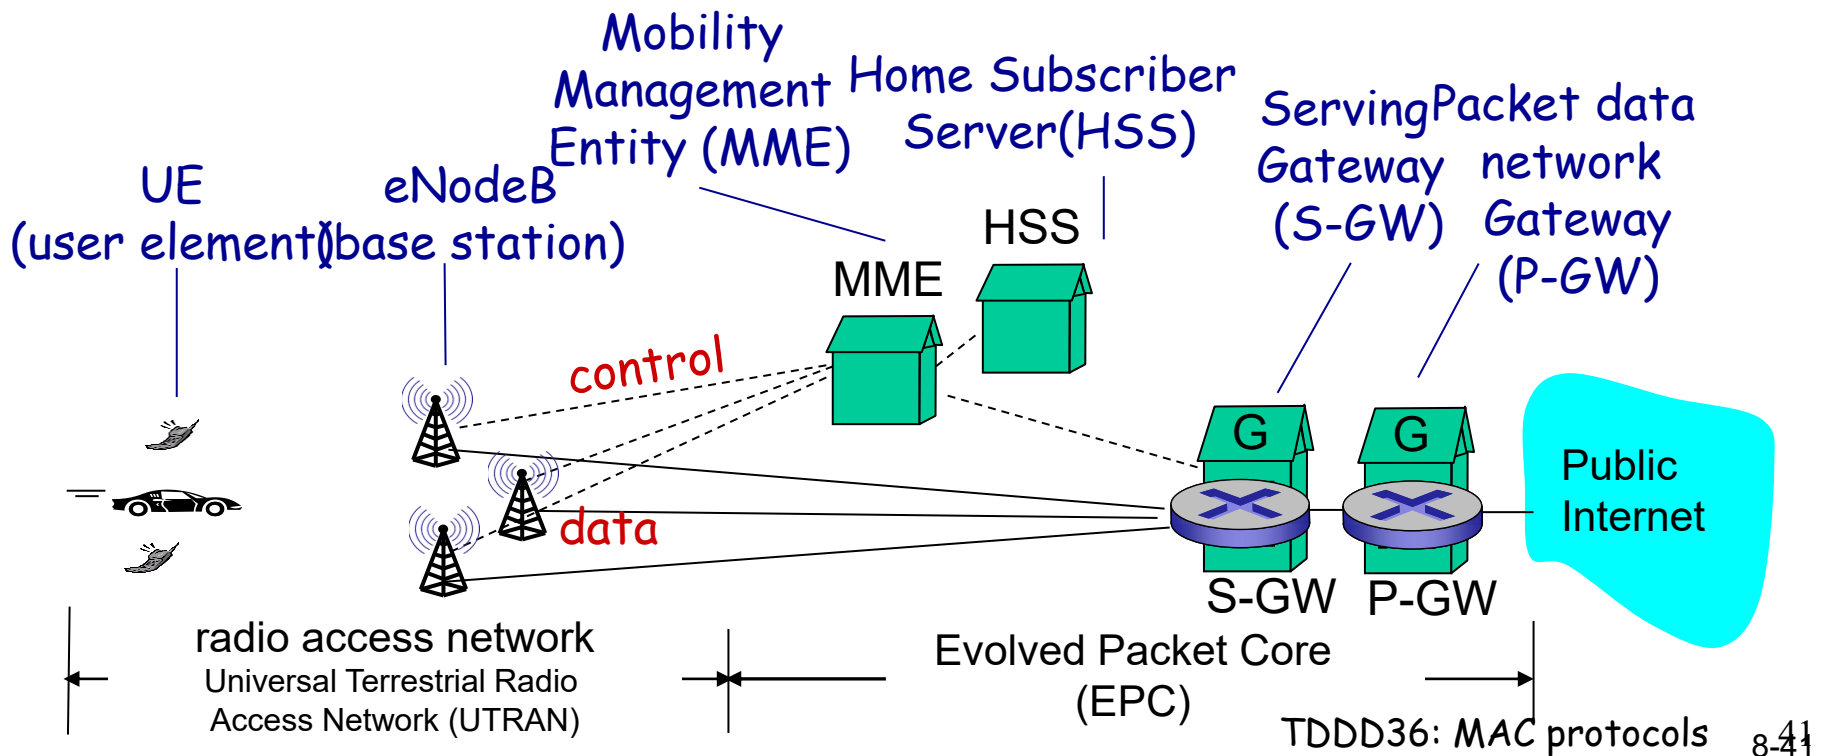 Mobility
Management
Entity (MME)
Home Subscriber
Server(HSS)
Serving
Gateway
(S-GW)
Packet data
network
Gateway
(P-GW)
UE
(user element)
eNodeB
(base station)
HSS
MME
control
data
G
G
Public
Internet
S-GW
P-GW
radio access network
Universal Terrestrial Radio
Access Network (UTRAN)
Evolved Packet Core
(EPC)
TDDD36: MAC protocols
8-41
41